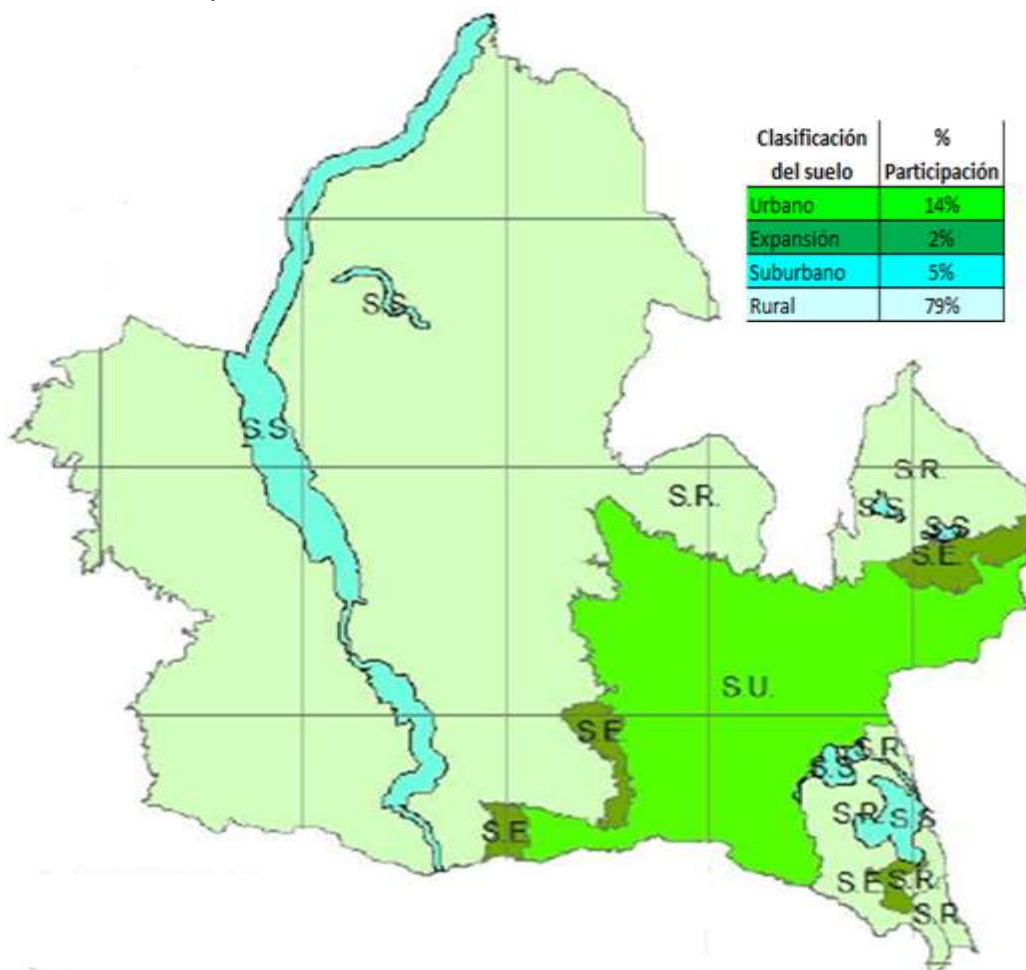 Clasificación %
del suelo Participación
Urbano 14%
Expansión 2%
Suburbano 5%
Rural 79%
S.S
S.S
S.R.
S.R.
S.S
S.S
S.E.
S.U.
S.E
S.R
S.S
S.R.
S.S
S.E
S.E
S.R.
S.R